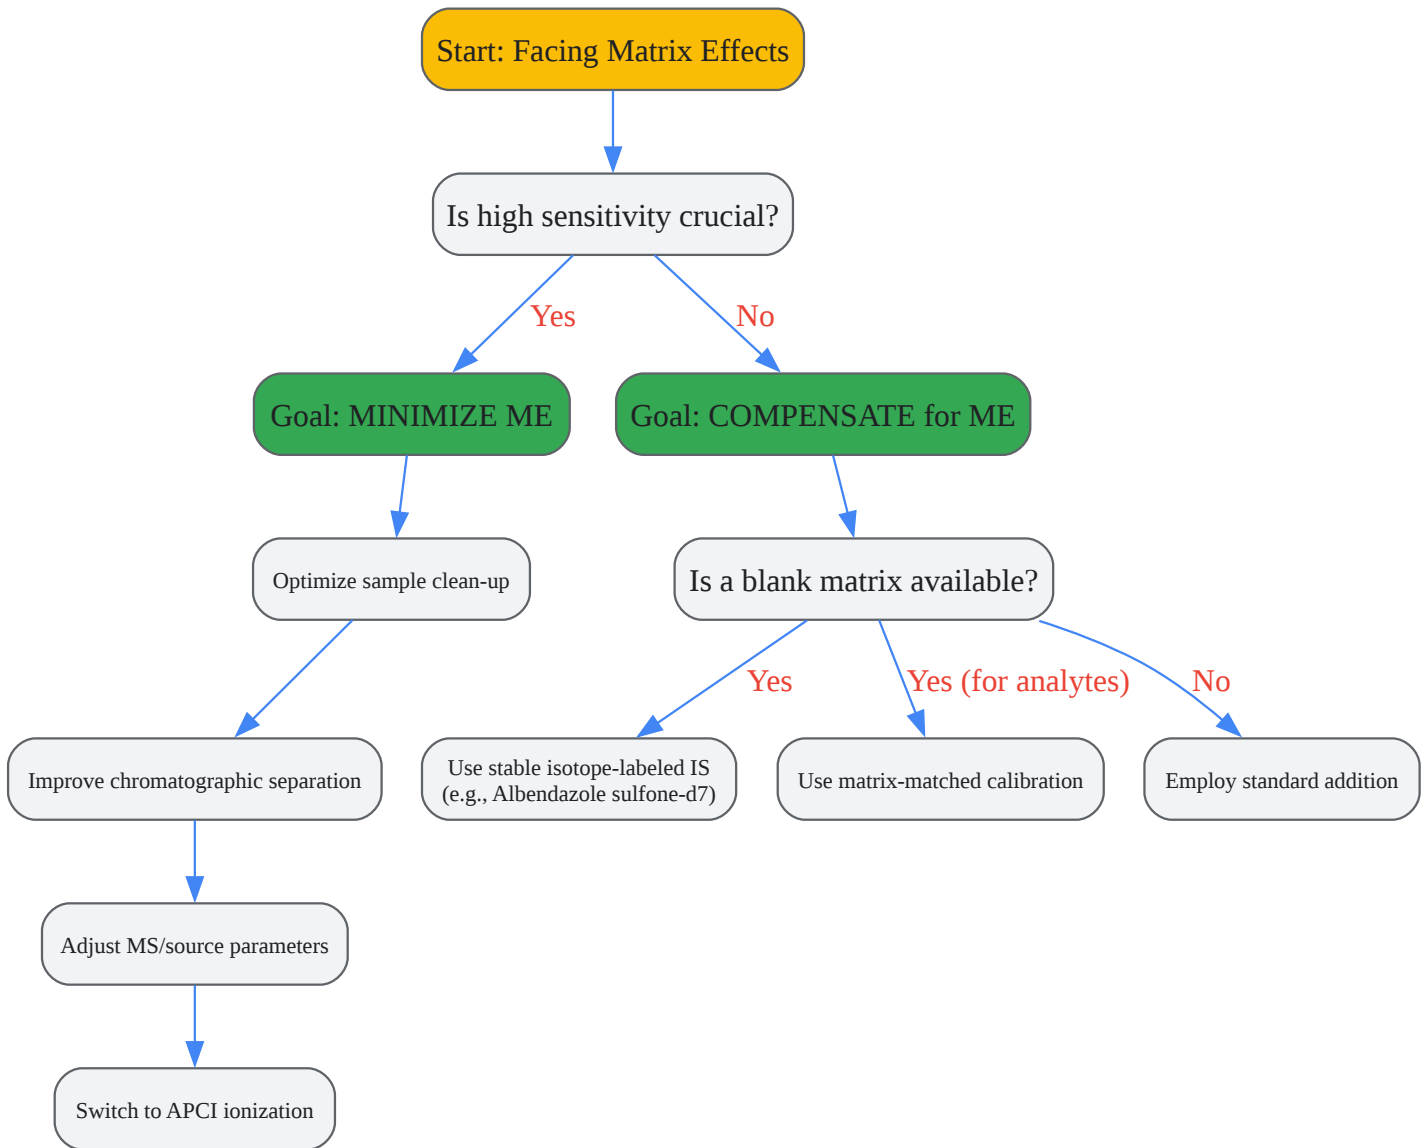 Start: Facing Matrix Effects
Is high sensitivity crucial?
Yes
No
Goal: MINIMIZE ME
Goal: COMPENSATE for ME
Optimize sample clean-up
Is a blank matrix available?
Yes
Yes (for analytes)
No
Improve chromatographic separation
Use stable isotope-labeled IS
(e.g., Albendazole sulfone-d7)
Use matrix-matched calibration
Employ standard addition
Adjust MS/source parameters
Switch to APCI ionization